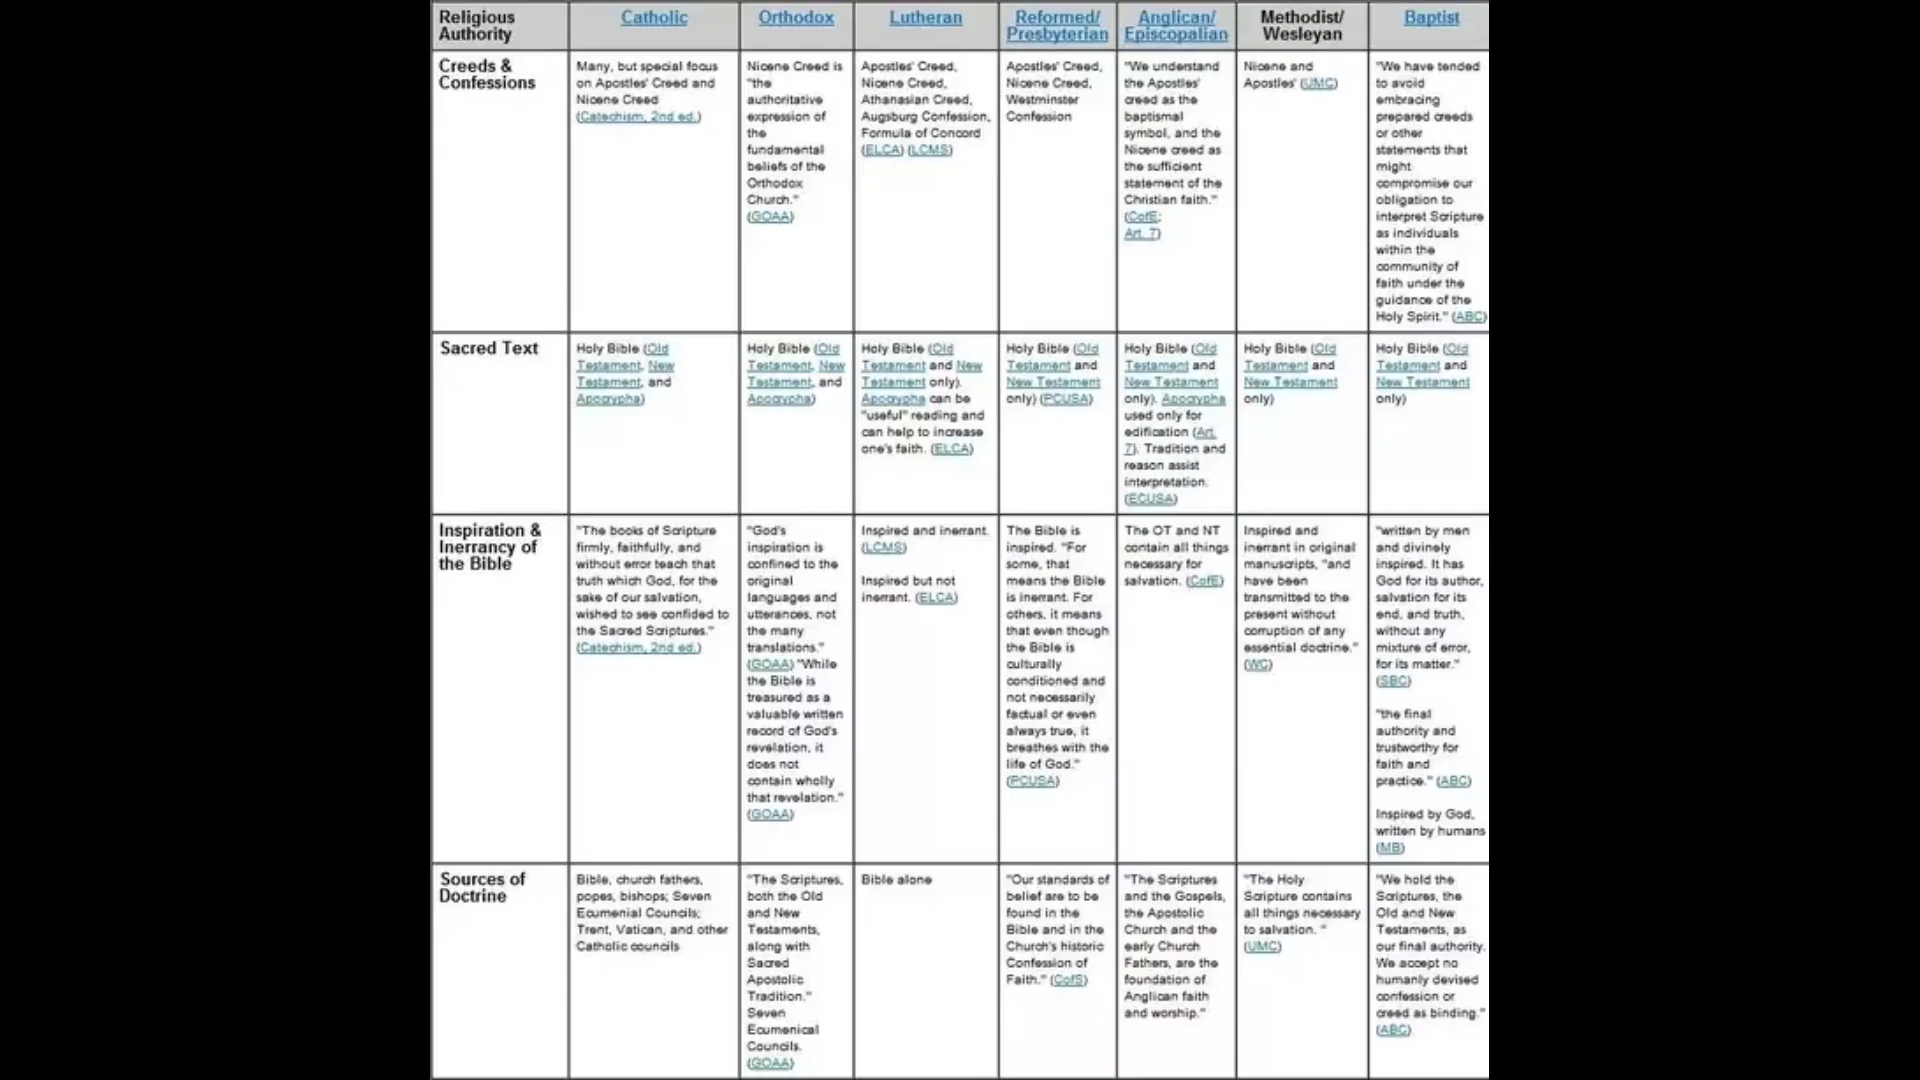 Religious
Authority
Catholic
Orthodox
Lutheran
Reformed/
Presbyterian
Anglican/
Episcopalian
Methodist/
Wesleyan
Baptist
Creeds &
Confessions
Many, but special focus
on Apostles' Creed and
Nicene Creed
(Catechism, 2nd ed.)
Nicene Creed is
"the
authoritative
expression of
the
fundamental
beliefs of the
Orthodox
Church."
(GOAA)
Apostles' Creed,
Nicene Creed,
Athanasian Creed,
Augsburg Confession,
Formula of Concord
(ELCA) (LCMS)
Apostles' Creed,
Nicene Creed,
Westminster
Confession
"We understand
the Apostles'
creed as the
baptismal
symbol, and the
Nicene creed as
the sufficient
statement of the
Christian faith."
(CofE;
Art. 7)
Nicene and
Apostles' (UMC)
"We have tended
to avoid
embracing
prepared creeds
or other
statements that
might
compromise our
obligation to
interpret Scripture
as individuals
within the
community of
faith under the
guidance of the
Holy Spirit." (ABC)
Sacred Text
Holy Bible (Old
Testament, New
Testament, and
Apocrypha)
Holy Bible (Old
Testament, New
Testament, and
Apocrypha)
Holy Bible (Old
Testament and New
Testament only).
Apocrypha can be
"useful" reading and
can help to increase
one's faith. (ELCA)
Holy Bible (Old
Testament and
New Testament
only) (PCUSA)
Holy Bible (Old
Testament and
New Testament
only). Apocrypha
used only for
edification (Art.
7). Tradition and
reason assist
interpretation.
(ECUSA)
Holy Bible (Old
Testament and
New Testament
only)
Holy Bible (Old
Testament and
New Testament
only)
Inspiration &
Inerrancy of
the Bible
"The books of Scripture
firmly, faithfully, and
without error teach that
truth which God, for the
sake of our salvation,
wished to see confided to
the Sacred Scriptures."
(Catechism, 2nd ed.)
"God's
inspiration is
confined to the
original
languages and
utterances, not
the many
translations."
(GOAA) "While
the Bible is
treasured as a
valuable written
record of God's
revelation, it
does not
contain wholly
that revelation."
(GOAA)
Inspired and inerrant.
(LCMS)
Inspired but not
inerrant. (ELCA)
The Bible is
inspired. "For
some, that
means the Bible
is inerrant. For
others, it means
that even though
the Bible is
culturally
conditioned and
not necessarily
factual or even
always true, it
breathes with the
life of God."
(PCUSA)
The OT and NT
contain all things
necessary for
salvation. (CofE)
Inspired and
inerrant in original
manuscripts, "and
have been
transmitted to the
present without
corruption of any
essential doctrine."
(WC)
"written by men
and divinely
inspired. It has
God for its author,
salvation for its
end, and truth,
without any
mixture of error,
for its matter."
(SBC)
"the final
authority and
trustworthy for
faith and
practice." (ABC)
Inspired by God,
written by humans
(MB)
Sources of
Doctrine
Bible, church fathers,
popes, bishops; Seven
Ecumenial Councils;
Trent, Vatican, and other
Catholic councils
"The Scriptures,
both the Old
and New
Testaments,
along with
Sacred
Apostolic
Tradition."
Seven
Ecumenical
Councils.
(GOAA)
Bible alone
"Our standards of
belief are to be
found in the
Bible and in the
Church's historic
Confession of
Faith." (CofS)
"The Scriptures
and the Gospels,
the Apostolic
Church and the
early Church
Fathers, are the
foundation of
Anglican faith
and worship."
"The Holy
Scripture contains
all things necessary
to salvation. "
(UMC)
"We hold the
Scriptures, the
Old and New
Testaments, as
our final authority.
We accept no
humanly devised
confession or
creed as binding."
(ABC)